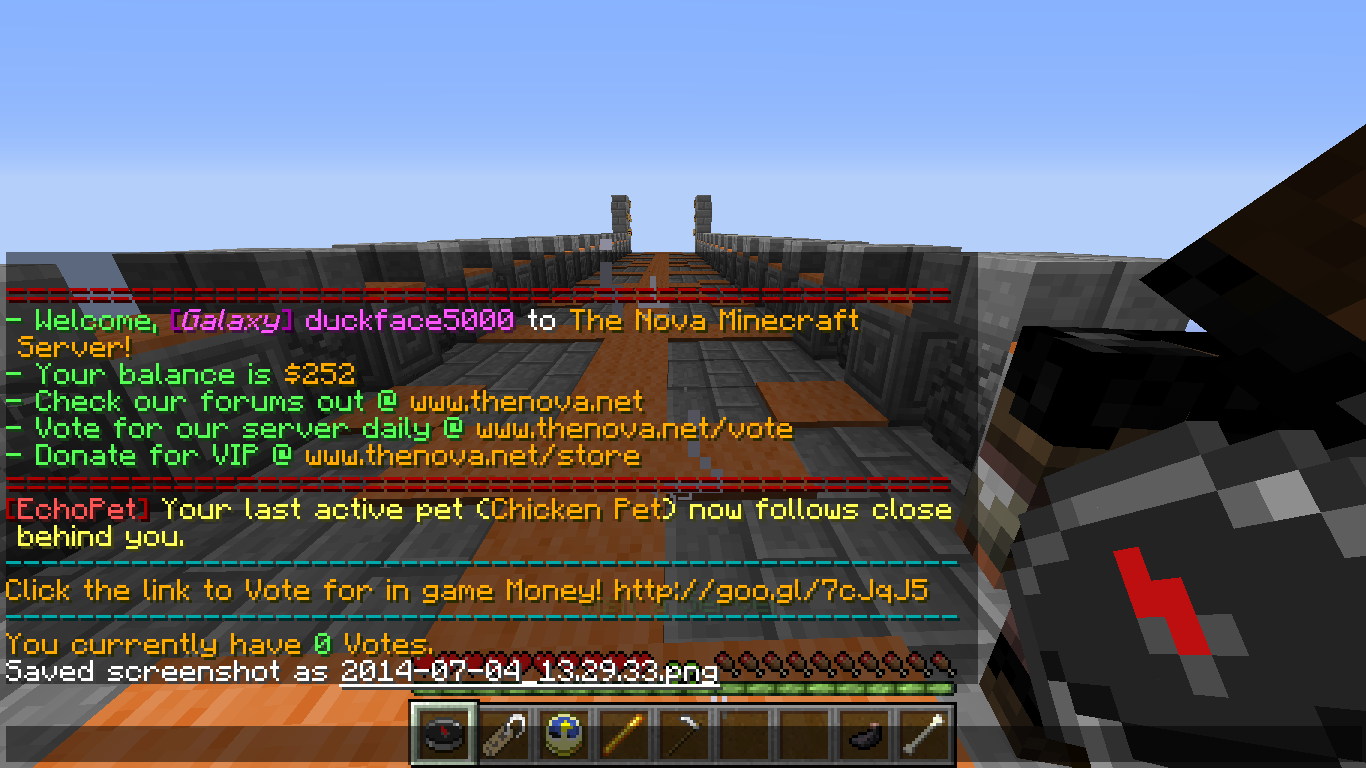 - Welcome, [Galaxy] duckface5000 to The Nova Minecraft
Server!
- Your balance is $252
- Check our forums out @ www.thenova.net
- Vote for our server daily @ www.thenova.net/vote
- Donate for VIP @ www.thenova.net/store
[EchoPet] Your last active pet (Chicken Pet) now follows close
behind you.
Click the link to Vote for in game Money! http://goo.gl/7cJqJ5
You currently have 0 Votes.
Saved screenshot as 2014-07-04_13.29.33.png